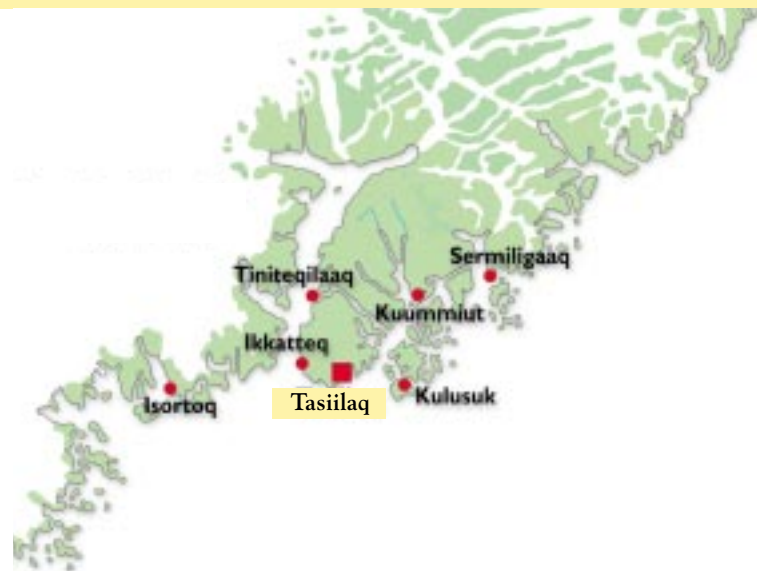 Sermiligaaq
Tiniteqilaaq
Kuummiut
Ikkatteq
Isortoq
Tasiilaq
Kulusuk